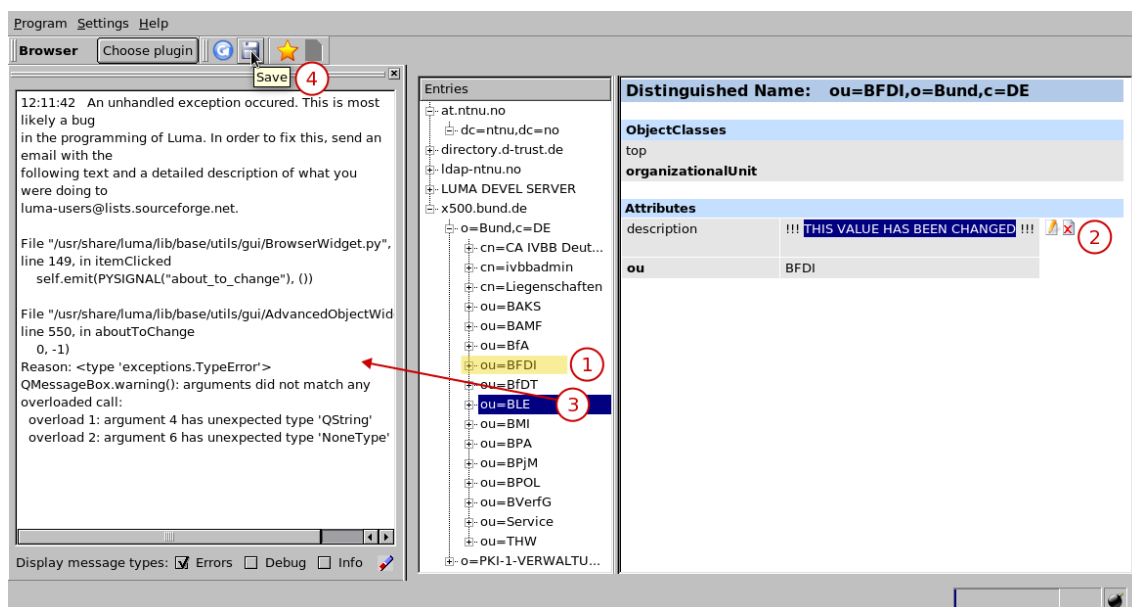 Program Settings Help
Browser Choose plugin
Save 4
12:11:42 An unhandled exception occured. This is most
likely a bug
in the programming of Luma. In order to fix this, send an
email with the
following text and a detailed description of what you
were doing to
luma-users@lists.sourceforge.net.
File "/usr/share/luma/lib/base/utils/gui/BrowserWidget.py",
line 149, in itemClicked
self.emit(PYSIGNAL("about_to_change"), ())
File "/usr/share/luma/lib/base/utils/gui/AdvancedObjectWid
line 550, in aboutToChange
0, -1)
Reason: <type 'exceptions.TypeError'>
QMessageBox.warning(): arguments did not match any
overloaded call:
overload 1: argument 4 has unexpected type 'QString'
overload 2: argument 6 has unexpected type 'NoneType'
Display message types: Errors Debug Info
Entries
at.ntnu.no
dc=ntnu,dc=no
directory.d-trust.de
ldap-ntnu.no
LUMA DEVEL SERVER
x500.bund.de
o=Bund,c=DE
cn=CA IVBB Deut...
cn=ivbbadmin
cn=Liegenschaften
ou=BAKS
ou=BAMF
ou=BfA
ou=BFDI 1
ou=BfDT
ou=BLE 3
ou=BMI
ou=BPA
ou=BPjM
ou=BPOL
ou=BVerfG
ou=Service
ou=THW
o=PKI-1-VERWALTU...
Distinguished Name: ou=BFDI,o=Bund,c=DE
ObjectClasses
top
organizationalUnit
Attributes
description !!! THIS VALUE HAS BEEN CHANGED !!! 2
ou BFDI